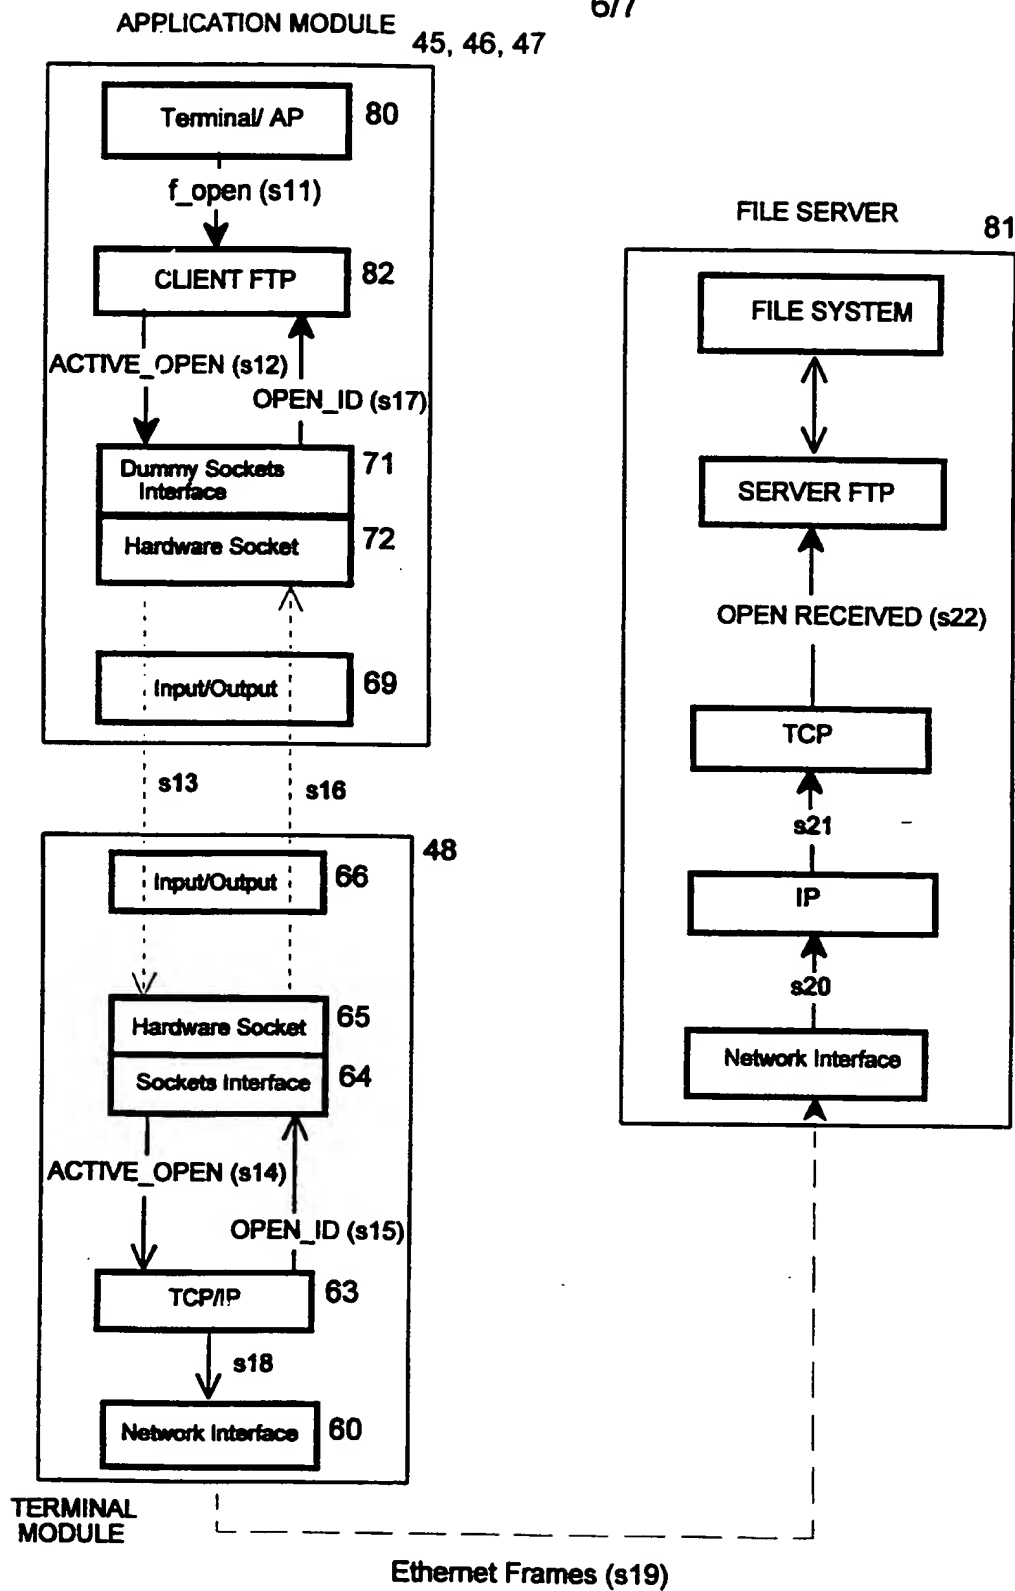 6/7
APPLICATION MODULE
45, 46, 47
Terminal/ AP
80
f_open (s11)
CLIENT FTP
82
ACTIVE_OPEN (s12)
OPEN_ID (s17)
Dummy Sockets
Interface
71
Hardware Socket
72
Input/Output
69
s13
s16
48
Input/Output
66
Hardware Socket
65
Sockets Interface
64
ACTIVE_OPEN (s14)
OPEN_ID (s15)
TCP/IP
63
s18
Network Interface
60
TERMINAL
MODULE
Ethernet Frames (s19)
FILE SERVER
81
FILE SYSTEM
SERVER FTP
OPEN RECEIVED (s22)
TCP
s21
IP
s20
Network Interface